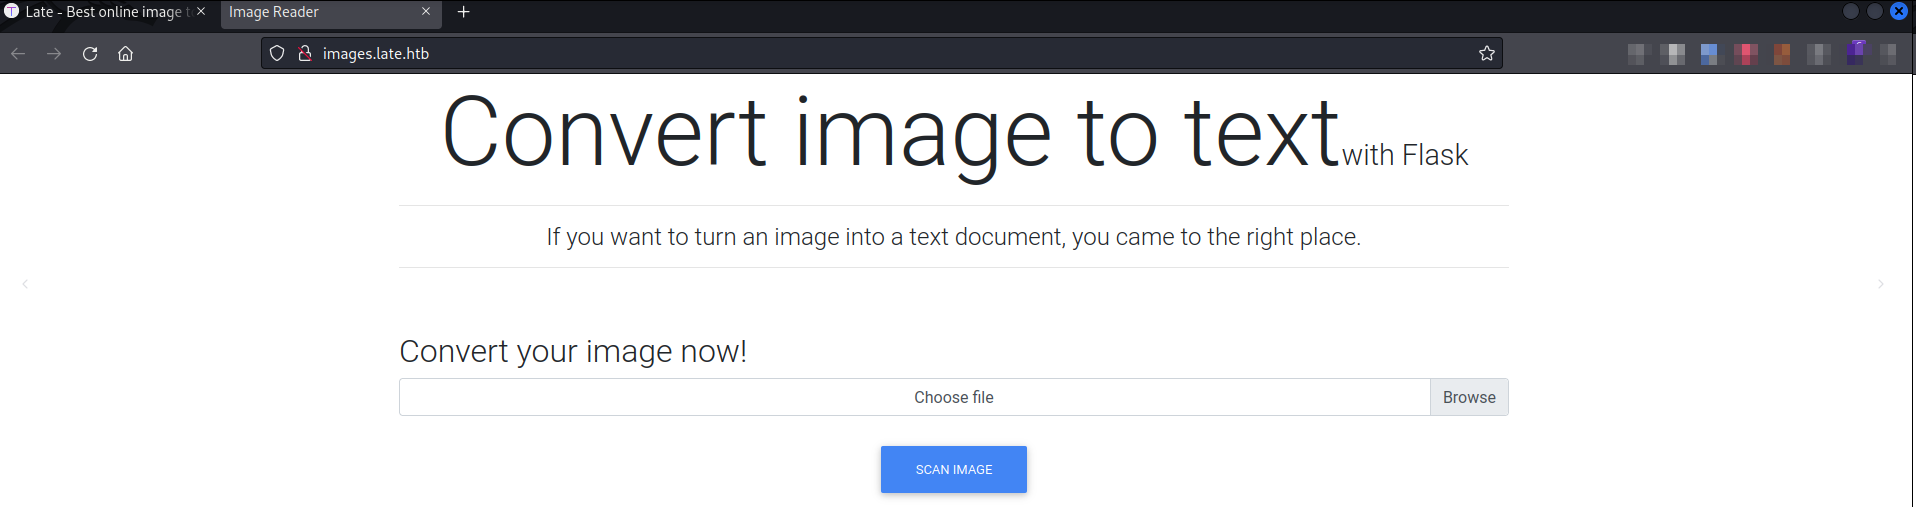 Late - Best online image t
Image Reader
images.late.htb
Convert image to text with Flask
If you want to turn an image into a text document, you came to the right place.
Convert your image now!
Choose file
Browse
SCAN IMAGE